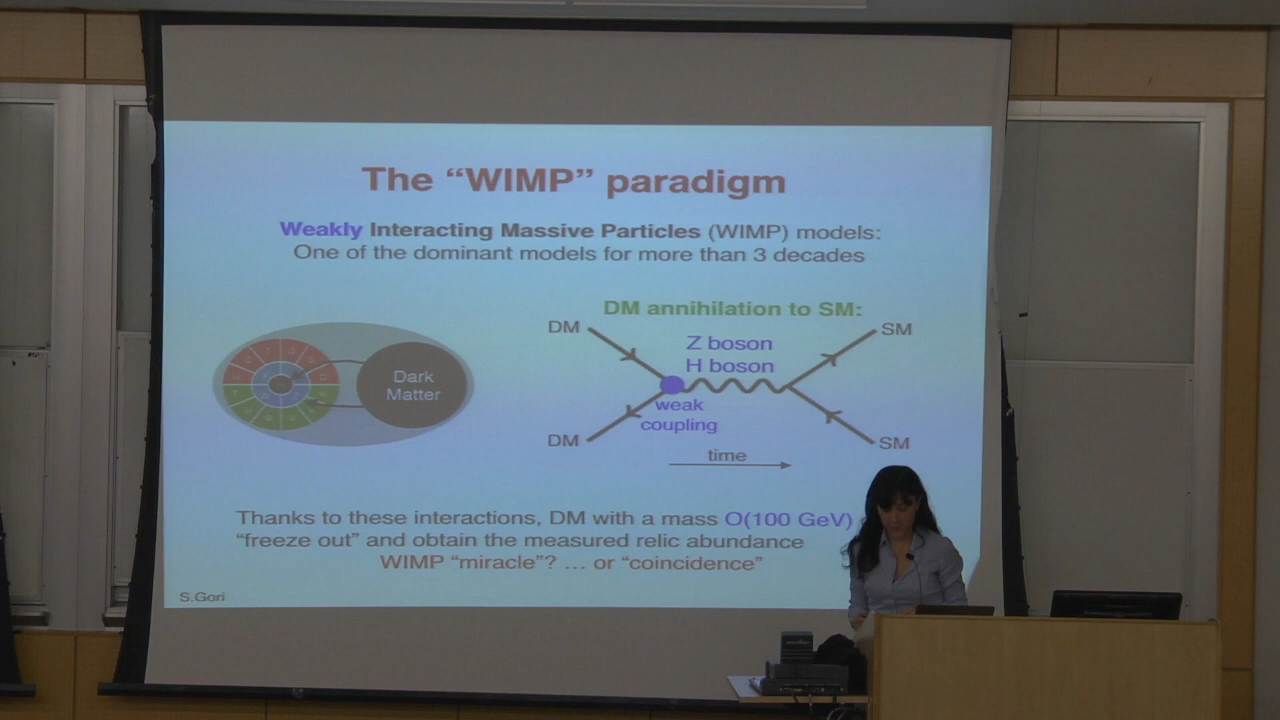 The “WIMP” paradigm
Weakly Interacting Massive Particles (WIMP) models:
One of the dominant models for more than 3 decades
DM annihilation to SM:
DM
SM
Z boson
H boson
Dark
Matter
weak
coupling
DM
SM
time
Thanks to these interactions, DM with a mass O(100 GeV)
“freeze out” and obtain the measured relic abundance
WIMP “miracle”? … or “coincidence”
S.Gori